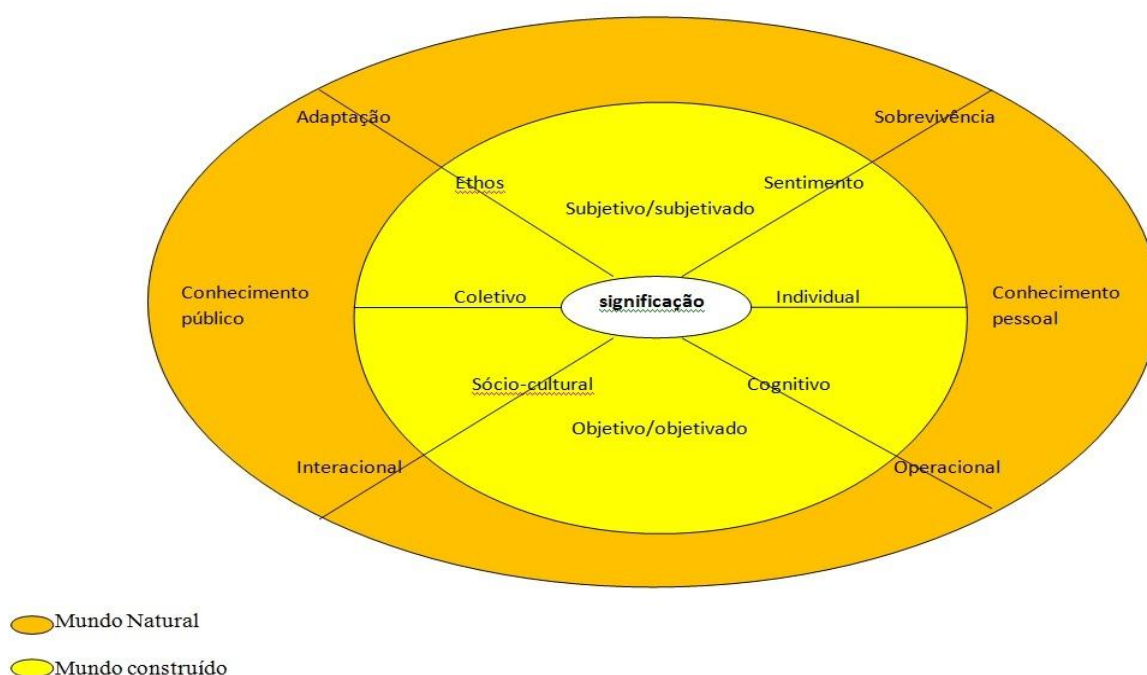 Adaptação
Sobrevivência
Ethos
Sentimento
Subjetivo/subjetivado
Conhecimento
público
Coletivo
significação
Individual
Conhecimento
pessoal
Sócio-cultural
Cognitivo
Objetivo/objetivado
Interacional
Operacional
Mundo Natural
Mundo construído